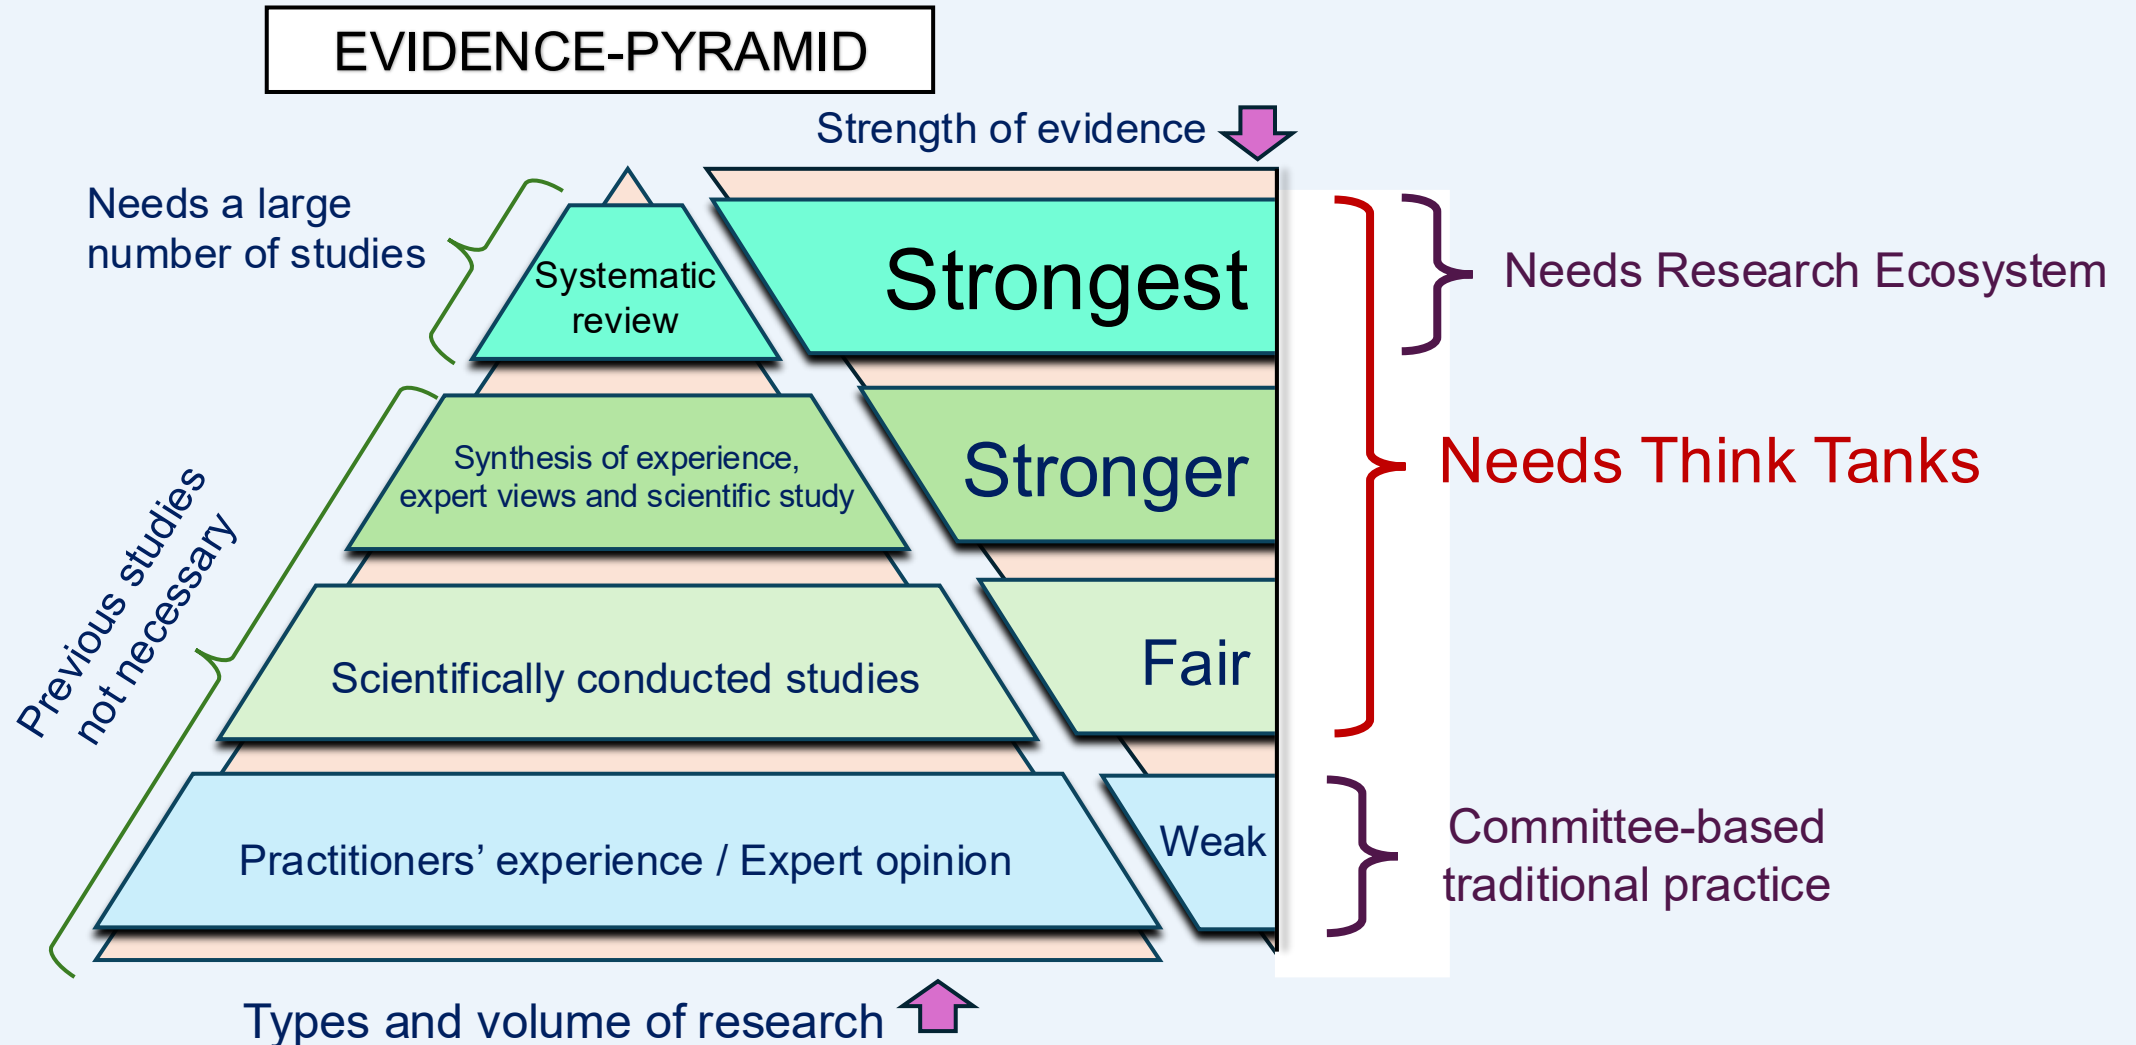 EVIDENCE-PYRAMID
Strength of evidence
Needs a large
number of studies
Systematic
review
Strongest
Needs Research Ecosystem
Synthesis of experience,
expert views and scientific study
Stronger
Needs Think Tanks
Previous studies
not necessary
Scientifically conducted studies
Fair
Practitioners’ experience / Expert opinion
Weak
Committee-based
traditional practice
Types and volume of research